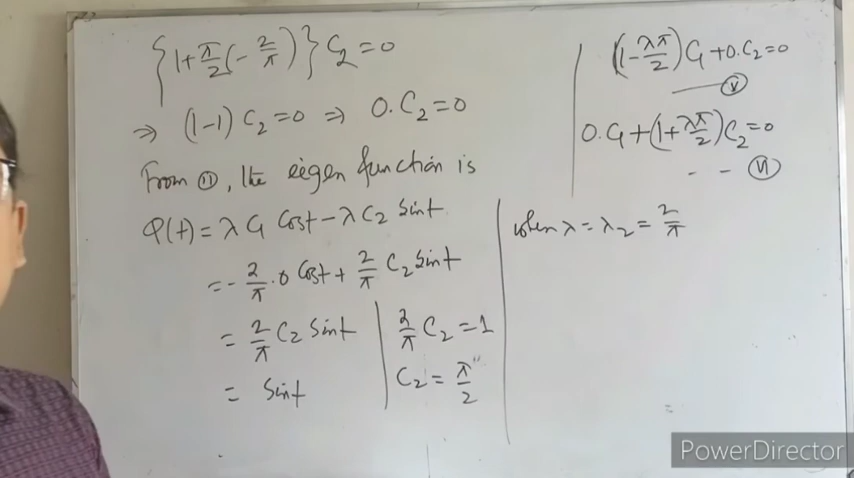 {1+π/2(-2/π)}C₂=0
⇒ (1-1) C₂=0 ⇒ 0.C₂=0
From ⑪, the eigen function is
φ(t)=λ C₁ Cost-λ C₂ Sint
=-2/π.0 Cost+2/π C₂ Sint
=2/π C₂ Sint
= Sint
2/π C₂=1
C₂=π/2
(1-λπ/2)C₁+0.C₂=0
Ⓥ
0.C₁+(1+λπ/2)C₂=0
- - Ⓥⓘ
when λ=λ₂=2/π
PowerDirector